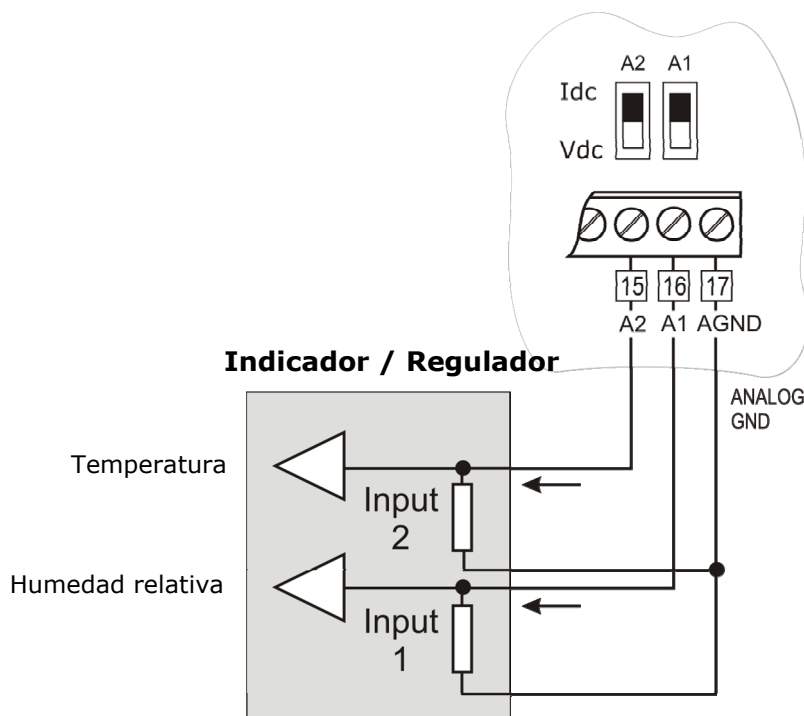 A2 A1
Idc
Vdc
15 16 17
A2 A1 AGND
Indicador / Regulador
ANALOG
GND
Temperatura
Input
2
Humedad relativa
Input
1